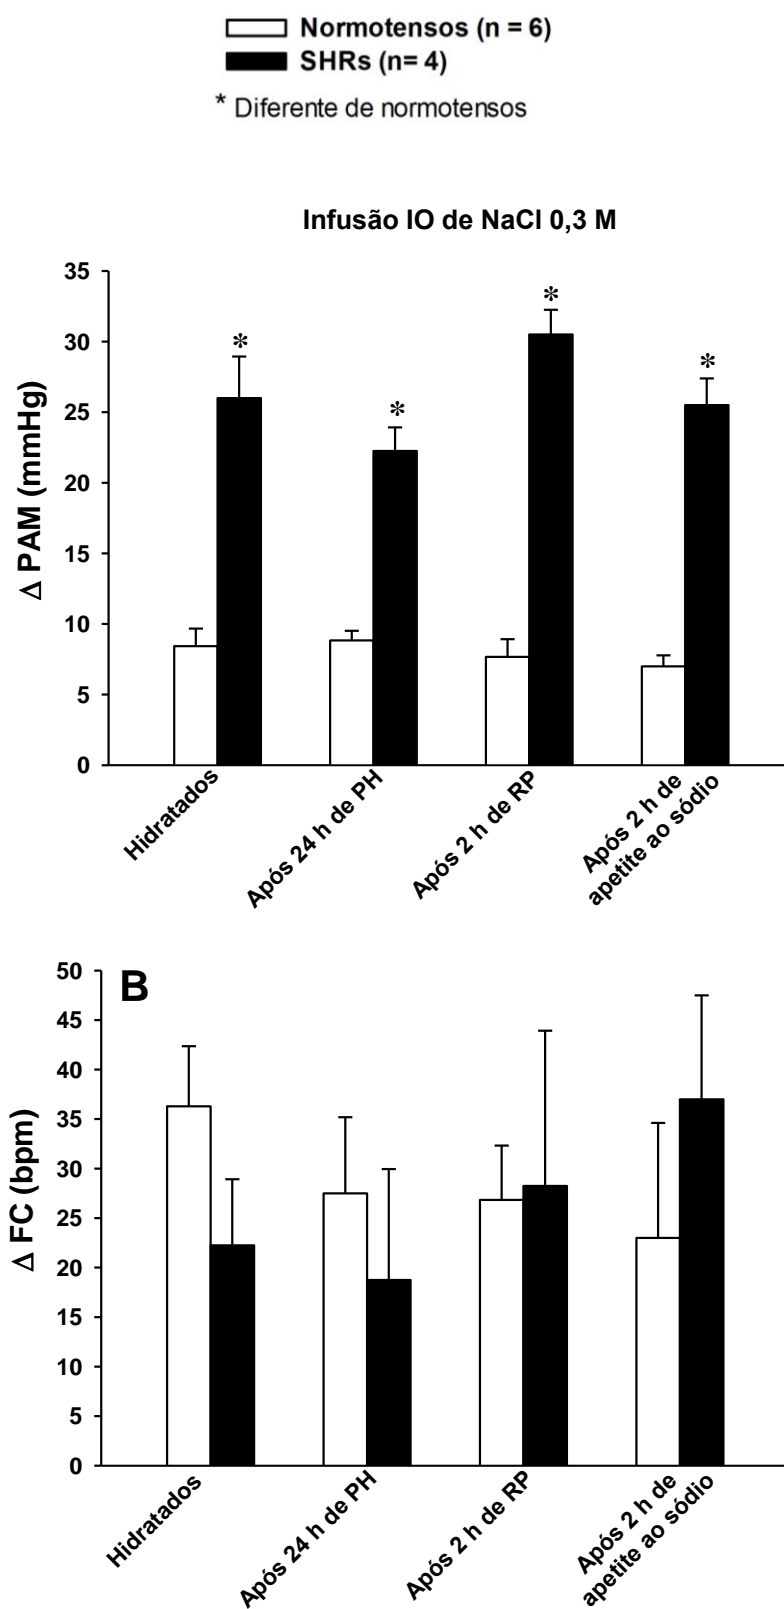 Normotensos (n = 6)
SHRs (n= 4)
* Diferente de normotensos
Infusão IO de NaCl 0,3 M
Δ PAM (mmHg)
35
30
25
20
15
10
5
0
*
*
*
*
Hidratados
Após 24 h de PH
Após 2 h de RP
Após 2 h de
apetite ao sódio
B
Δ FC (bpm)
50
45
40
35
30
25
20
15
10
5
0
Hidratados
Após 24 h de PH
Após 2 h de RP
Após 2 h de
apetite ao sódio